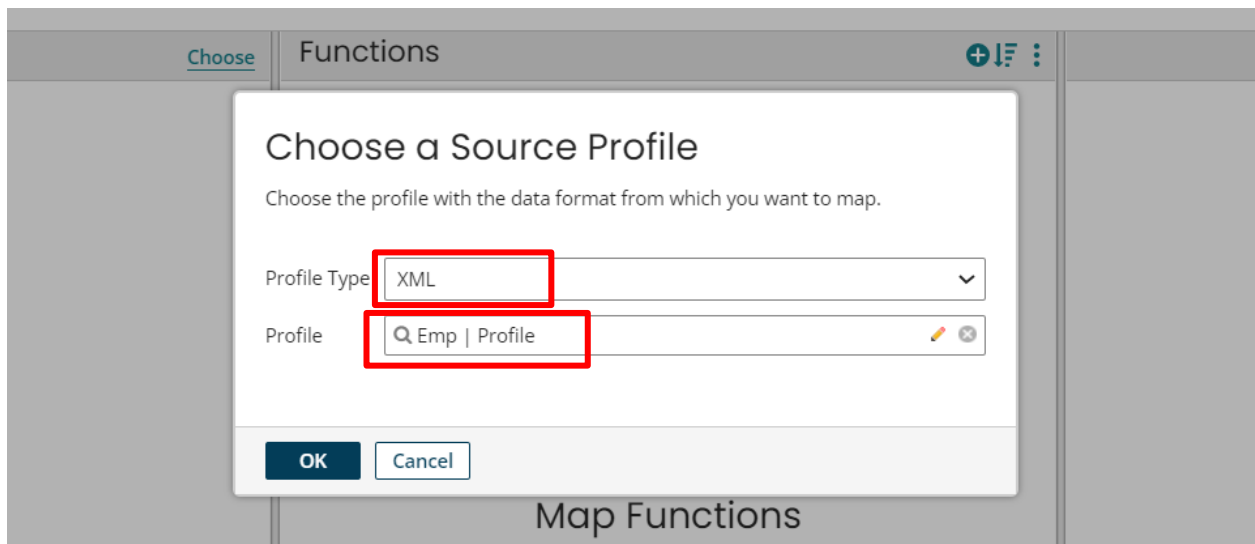 Choose
Functions
Choose a Source Profile
Choose the profile with the data format from which you want to map.
Profile Type XML
Profile Emp | Profile
OK Cancel
Map Functions